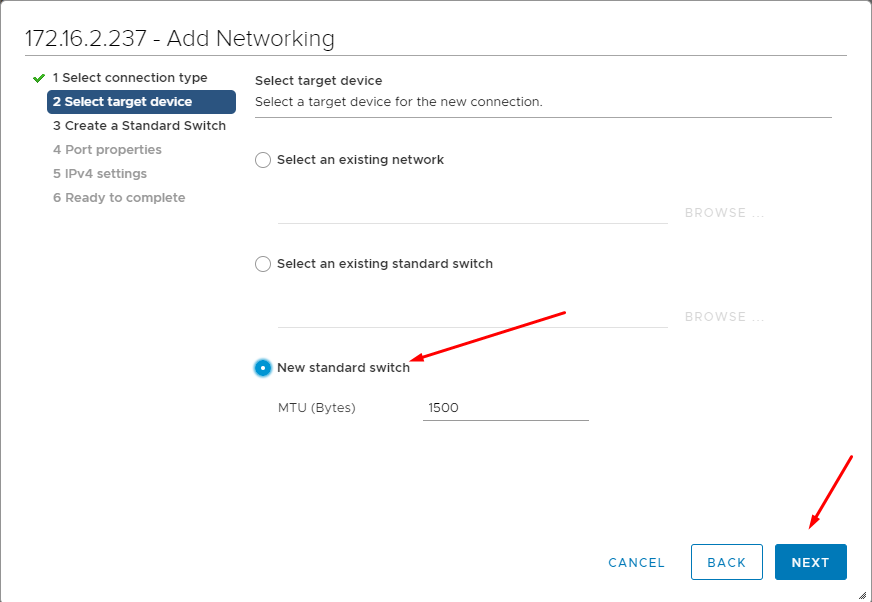 172.16.2.237 - Add Networking
1 Select connection type
2 Select target device
3 Create a Standard Switch
4 Port properties
5 IPv4 settings
6 Ready to complete
Select target device
Select a target device for the new connection.
Select an existing network
BROWSE ...
Select an existing standard switch
BROWSE ...
New standard switch
MTU (Bytes) 1500
CANCEL BACK NEXT